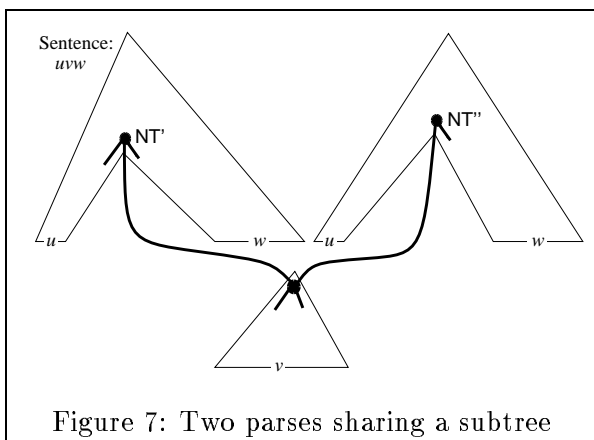 Sentence:
uvw
NT'
NT"
u
w
u
w
v
Figure 7: Two parses sharing a subtree